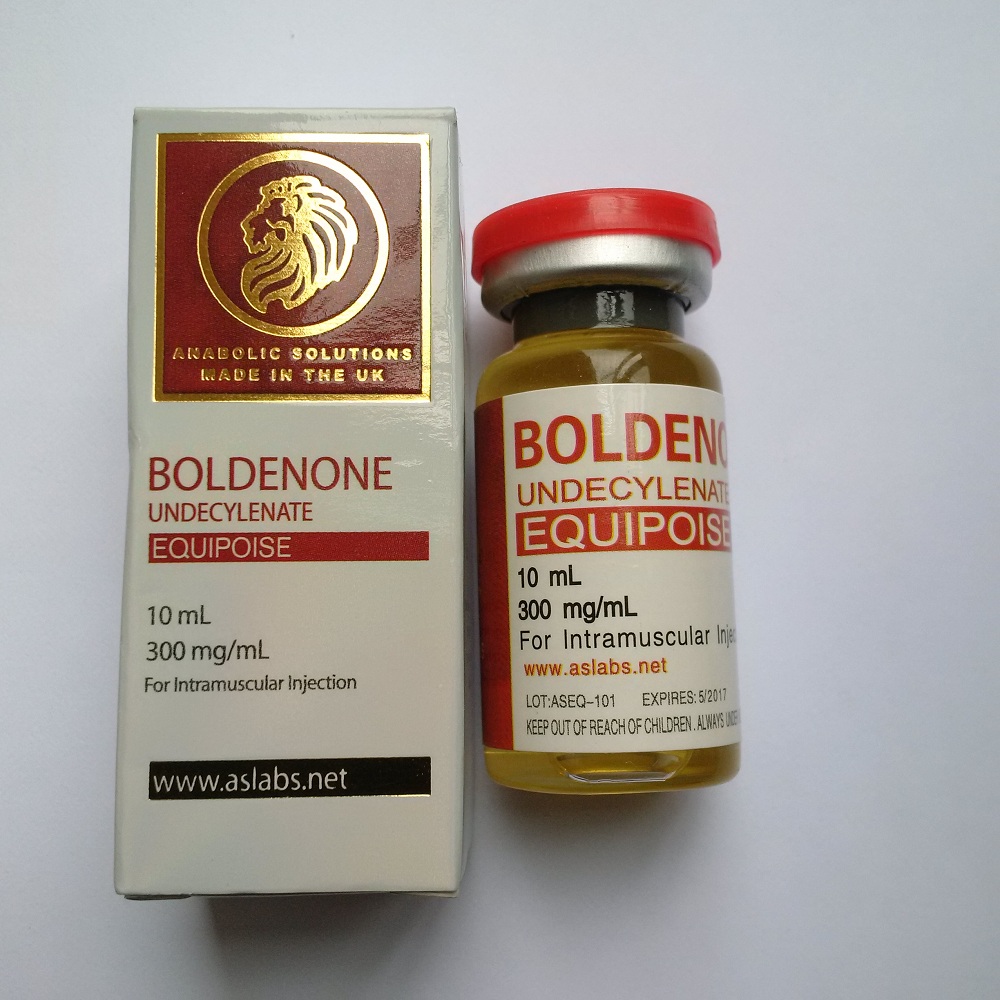 ANABOLIC SOLUTIONS
MADE IN THE UK
BOLDENONE
UNDECYLENATE
EQUIPOISE
10 mL
300 mg/mL
For Intramuscular Injection
www.aslabs.net
BOLDENO
UNDECYLENATE
EQUIPOISE
10 mL
300 mg/mL
For Intramuscular Injec
www.aslabs.net
LOT:ASEQ-101 EXPIRES: 5/2017
KEEP OUT OF REACH OF CHILDREN. ALWAYS